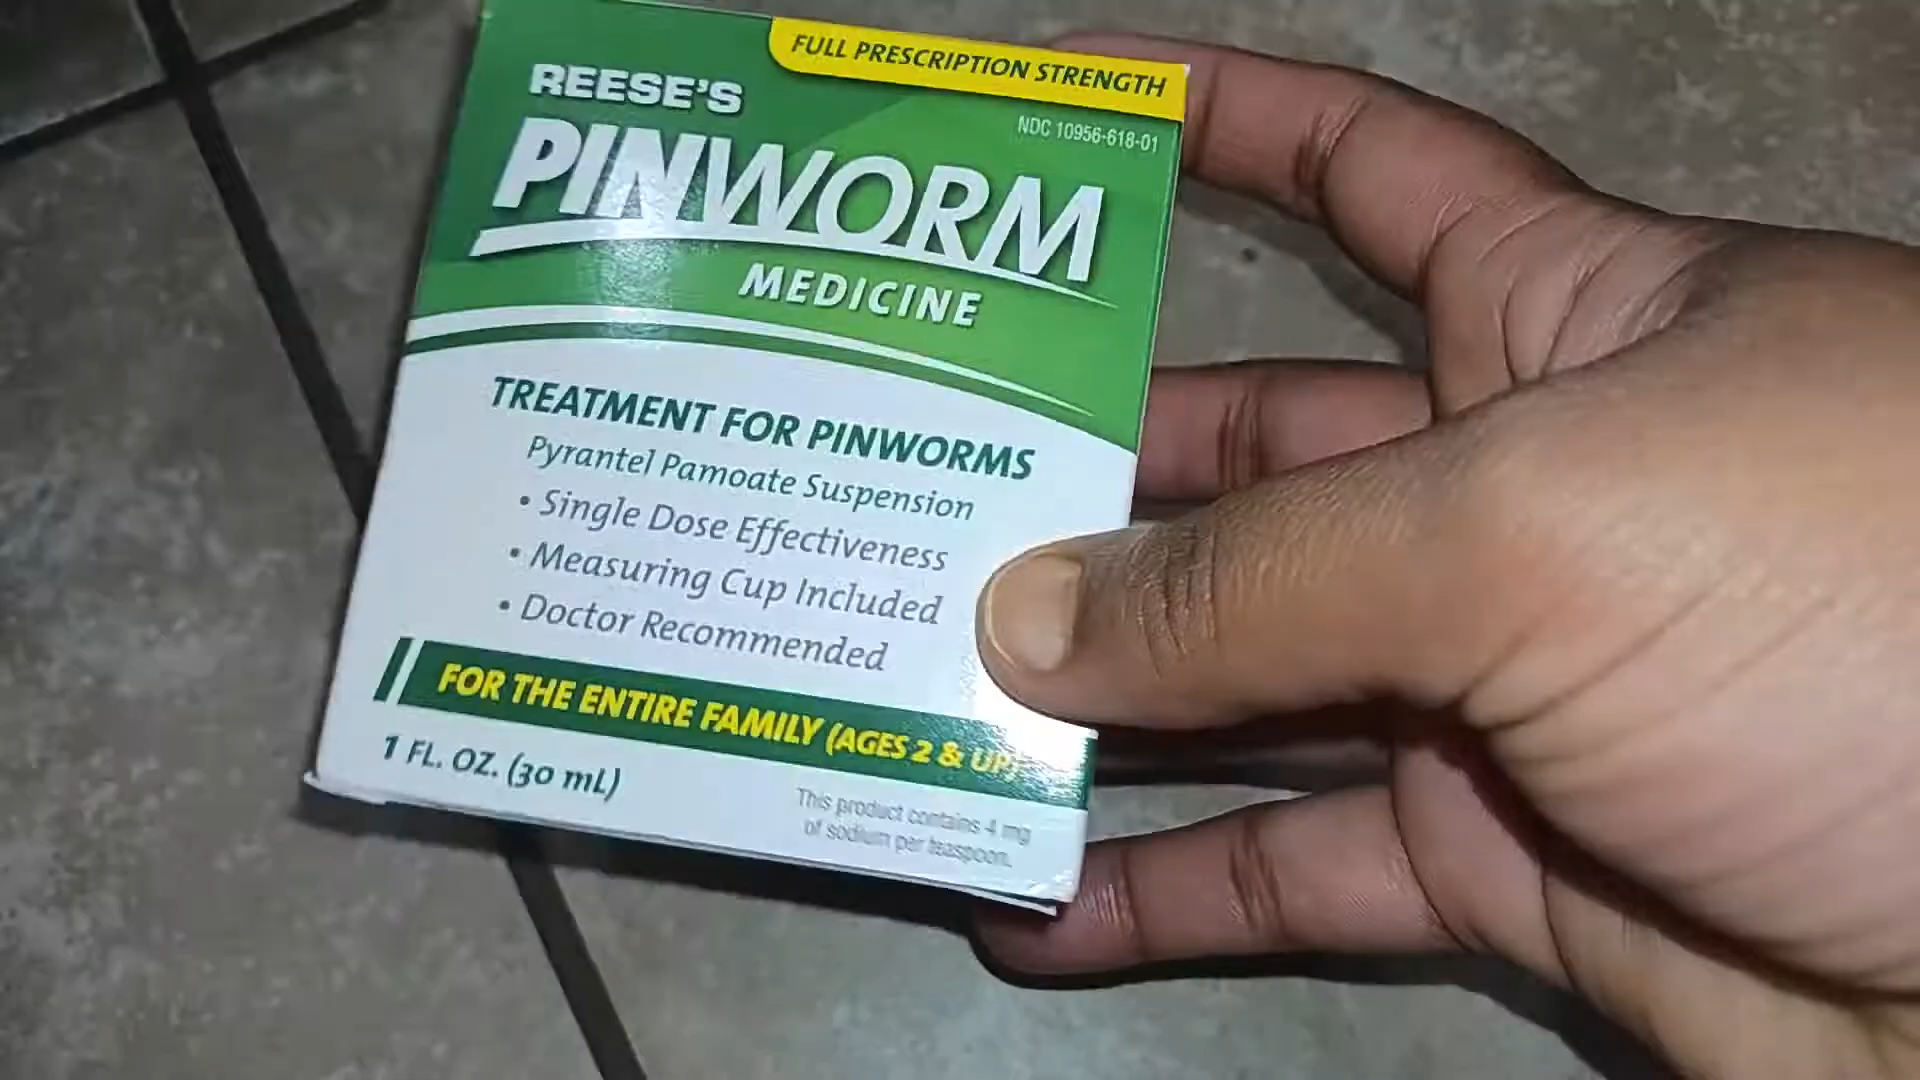 FULL PRESCRIPTION STRENGTH
REESE'S
NDC 10956-618-01
PINWORM
MEDICINE
TREATMENT FOR PINWORMS
Pyrantel Pamoate Suspension
• Single Dose Effectiveness
• Measuring Cup Included
• Doctor Recommended
FOR THE ENTIRE FAMILY (AGES 2 & UP)
1 FL. OZ. (30 mL)
This product contains 4 mg
of sodium per teaspoon.